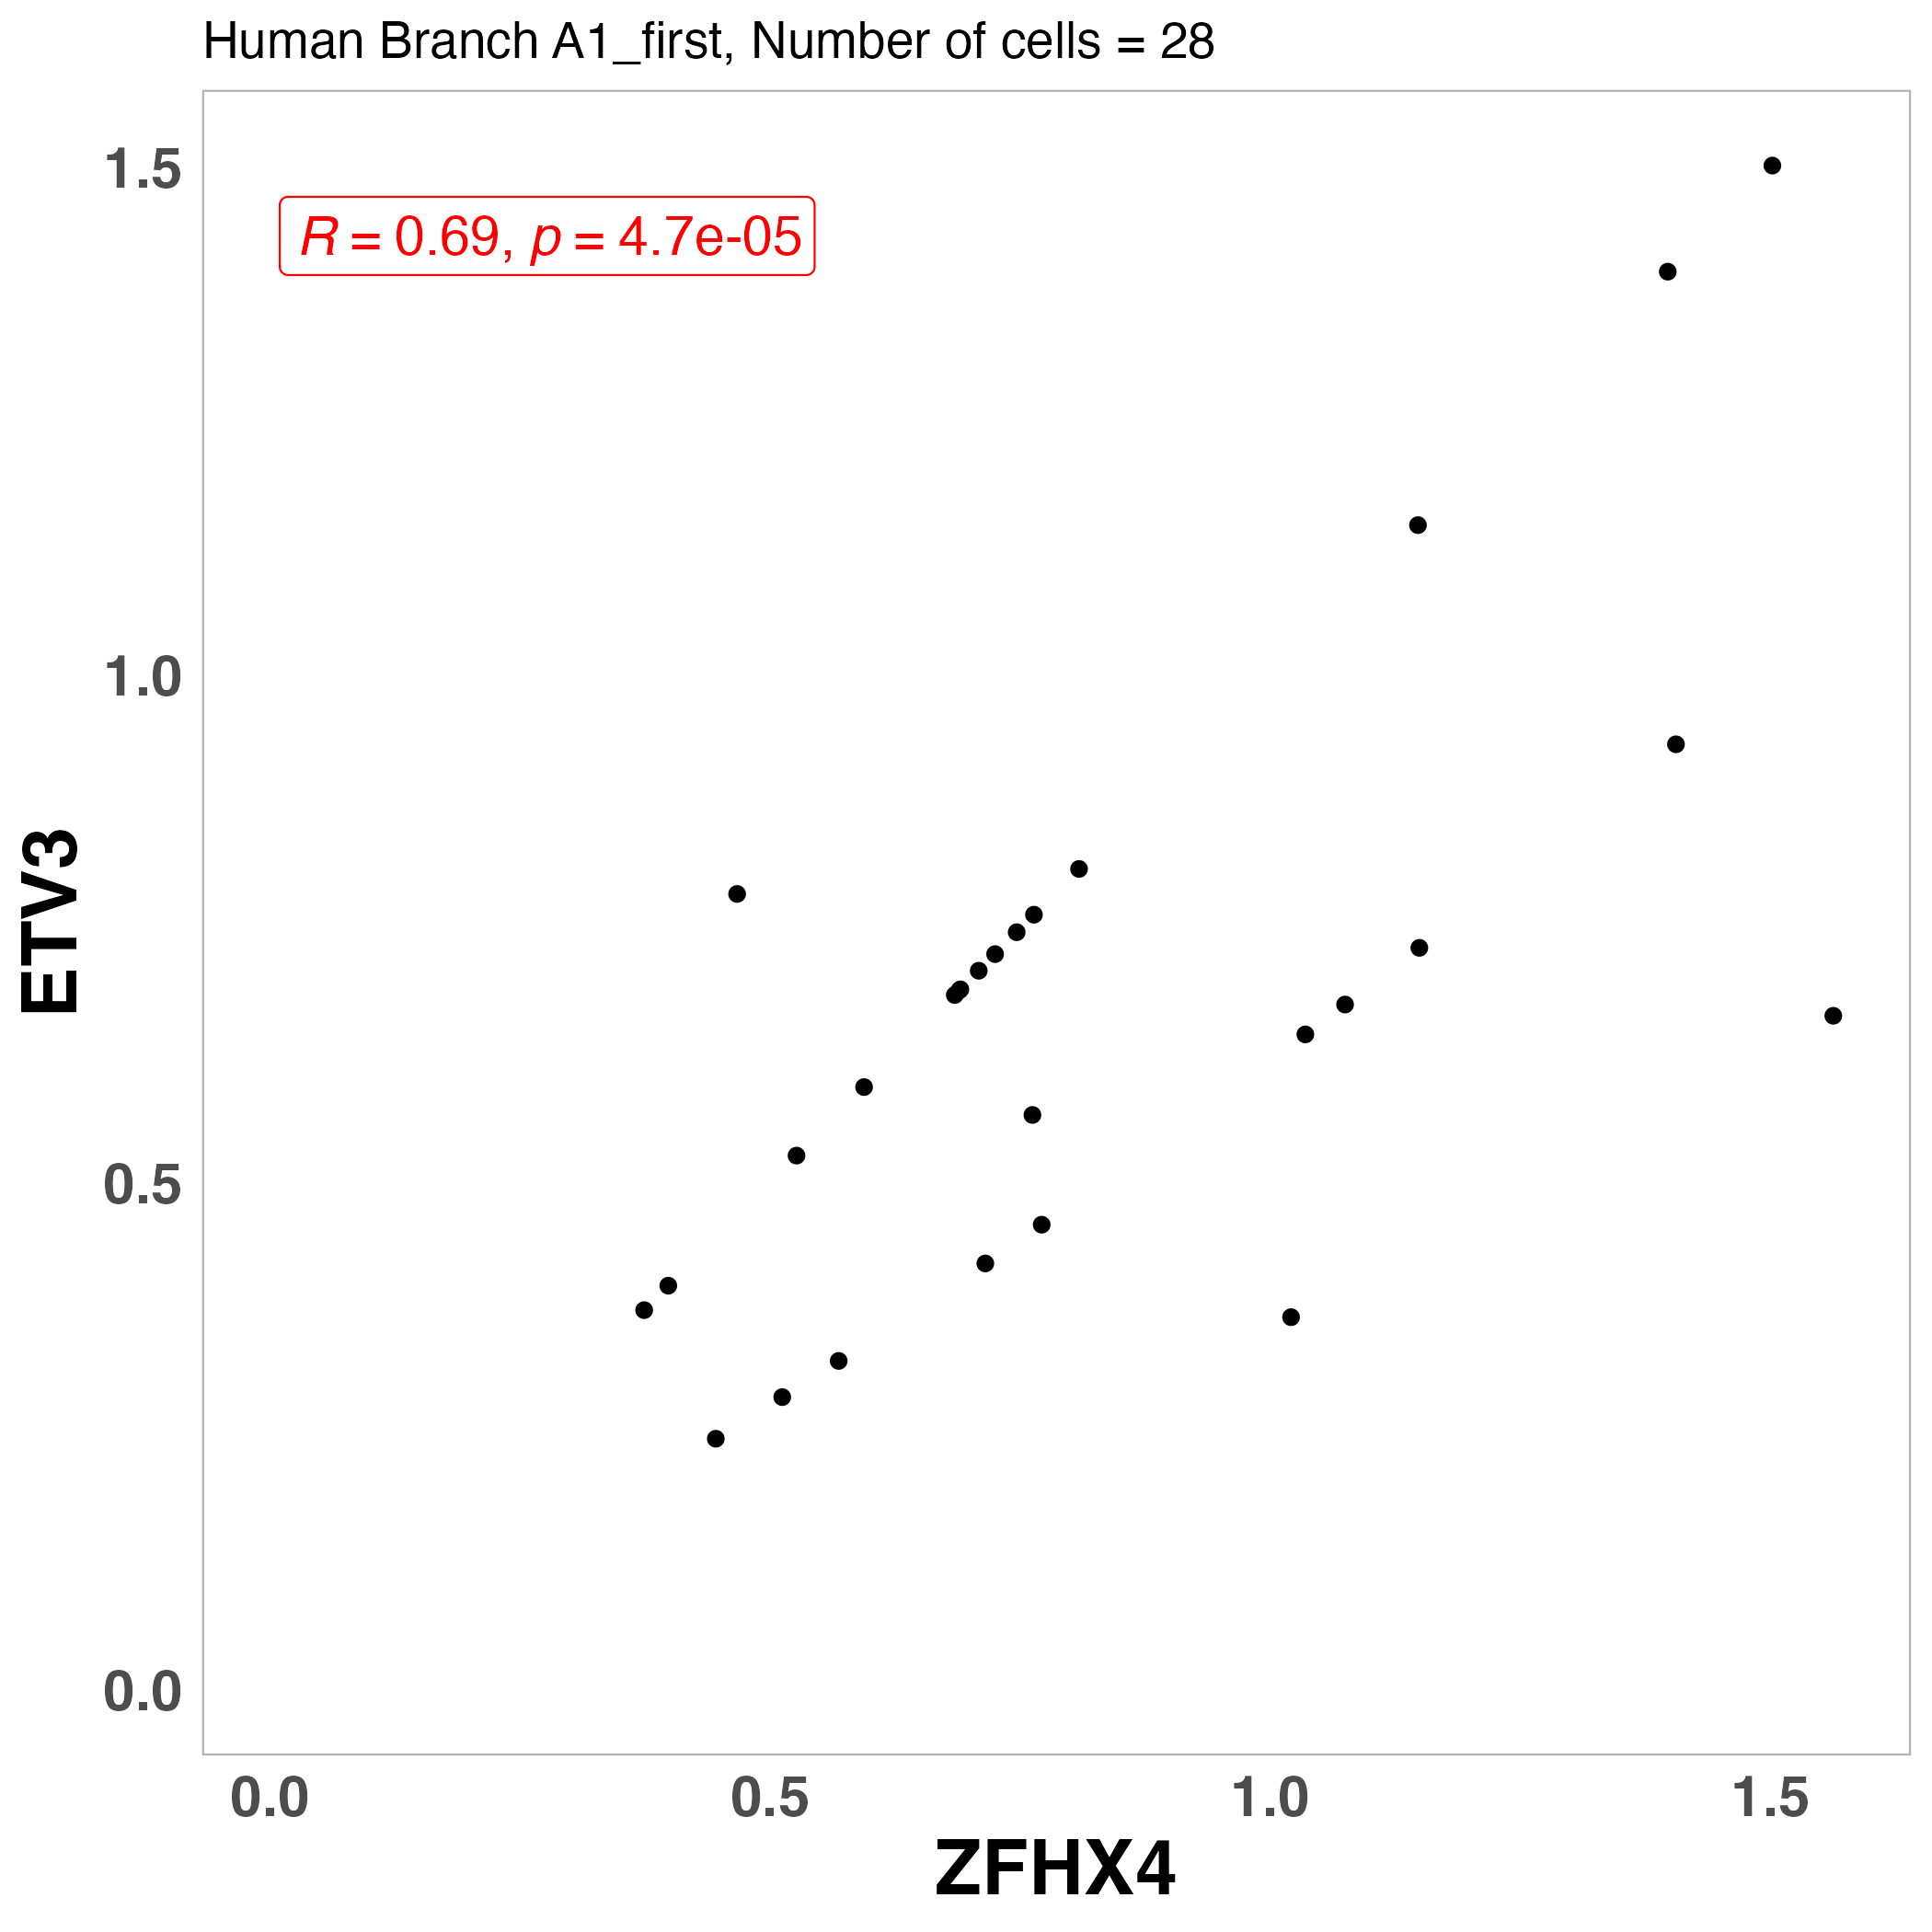 Human Branch A1_first, Number of cells = 28
R = 0.69, p = 4.7e-05
1.5
1.0
0.5
0.0
ETV3
0.0 0.5 1.0 1.5
ZFHX4